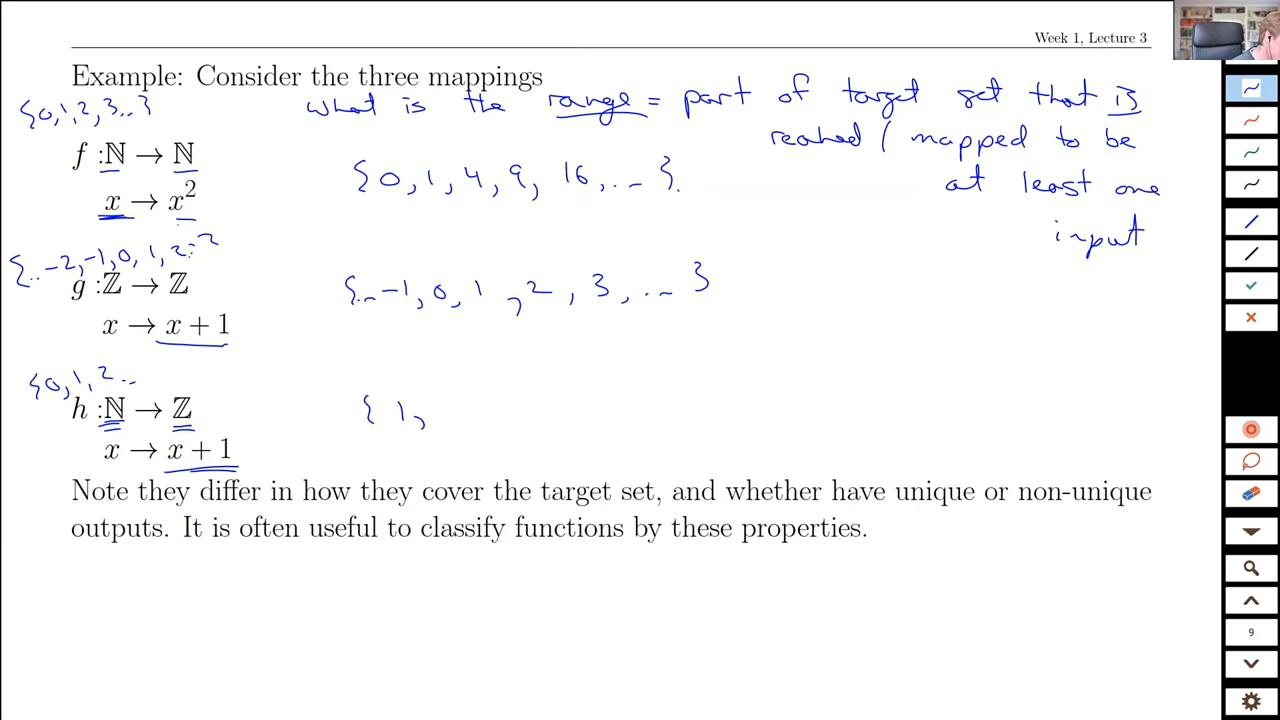 Week 1, Lecture 3
Example: Consider the three mappings
What is the range = part of target set that is
reached / mapped to be
at least one
input
{0,1,2,3..}
f : ℕ → ℕ
x → x²
{0, 1, 4, 9, 16, ... }.
{..-2,-1,0,1,2..}
g : ℤ → ℤ
x → x + 1
{.. -1, 0, 1, 2, 3, ... }
{0,1,2..
h : ℕ → ℤ
x → x + 1
{ 1,
Note they differ in how they cover the target set, and whether have unique or non-unique
outputs. It is often useful to classify functions by these properties.
9